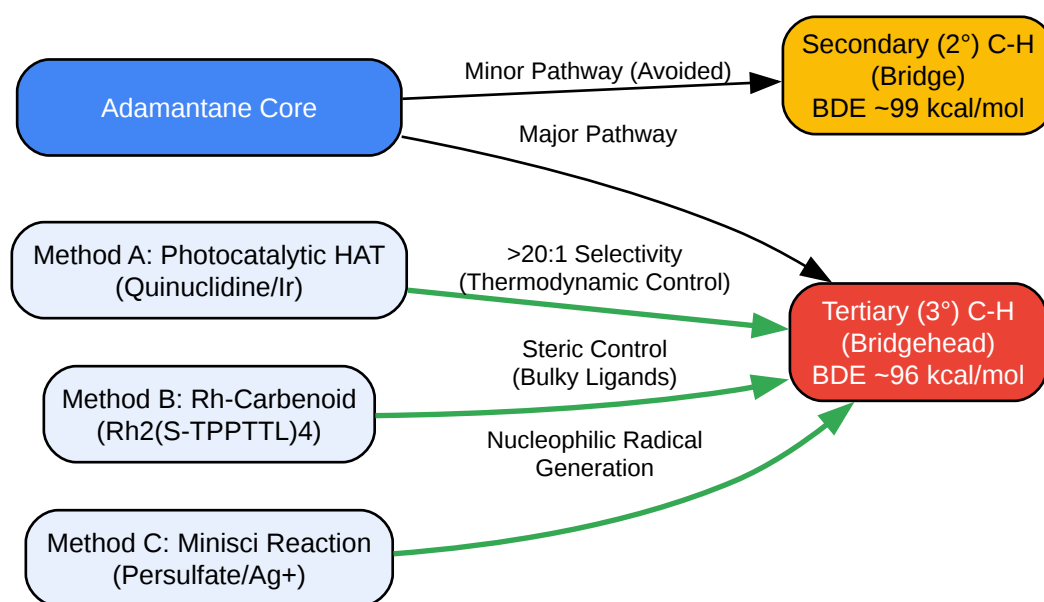 Adamantane Core
Minor Pathway (Avoided)
Secondary (2°) C-H
(Bridge)
BDE ~99 kcal/mol
Major Pathway
Method A: Photocatalytic HAT
(Quinuclidine/Ir)
>20:1 Selectivity
(Thermodynamic Control)
Tertiary (3°) C-H
(Bridgehead)
BDE ~96 kcal/mol
Method B: Rh-Carbenoid
(Rh2(S-TPPTTL)4)
Steric Control
(Bulky Ligands)
Nucleophilic Radical
Generation
Method C: Minisci Reaction
(Persulfate/Ag+)